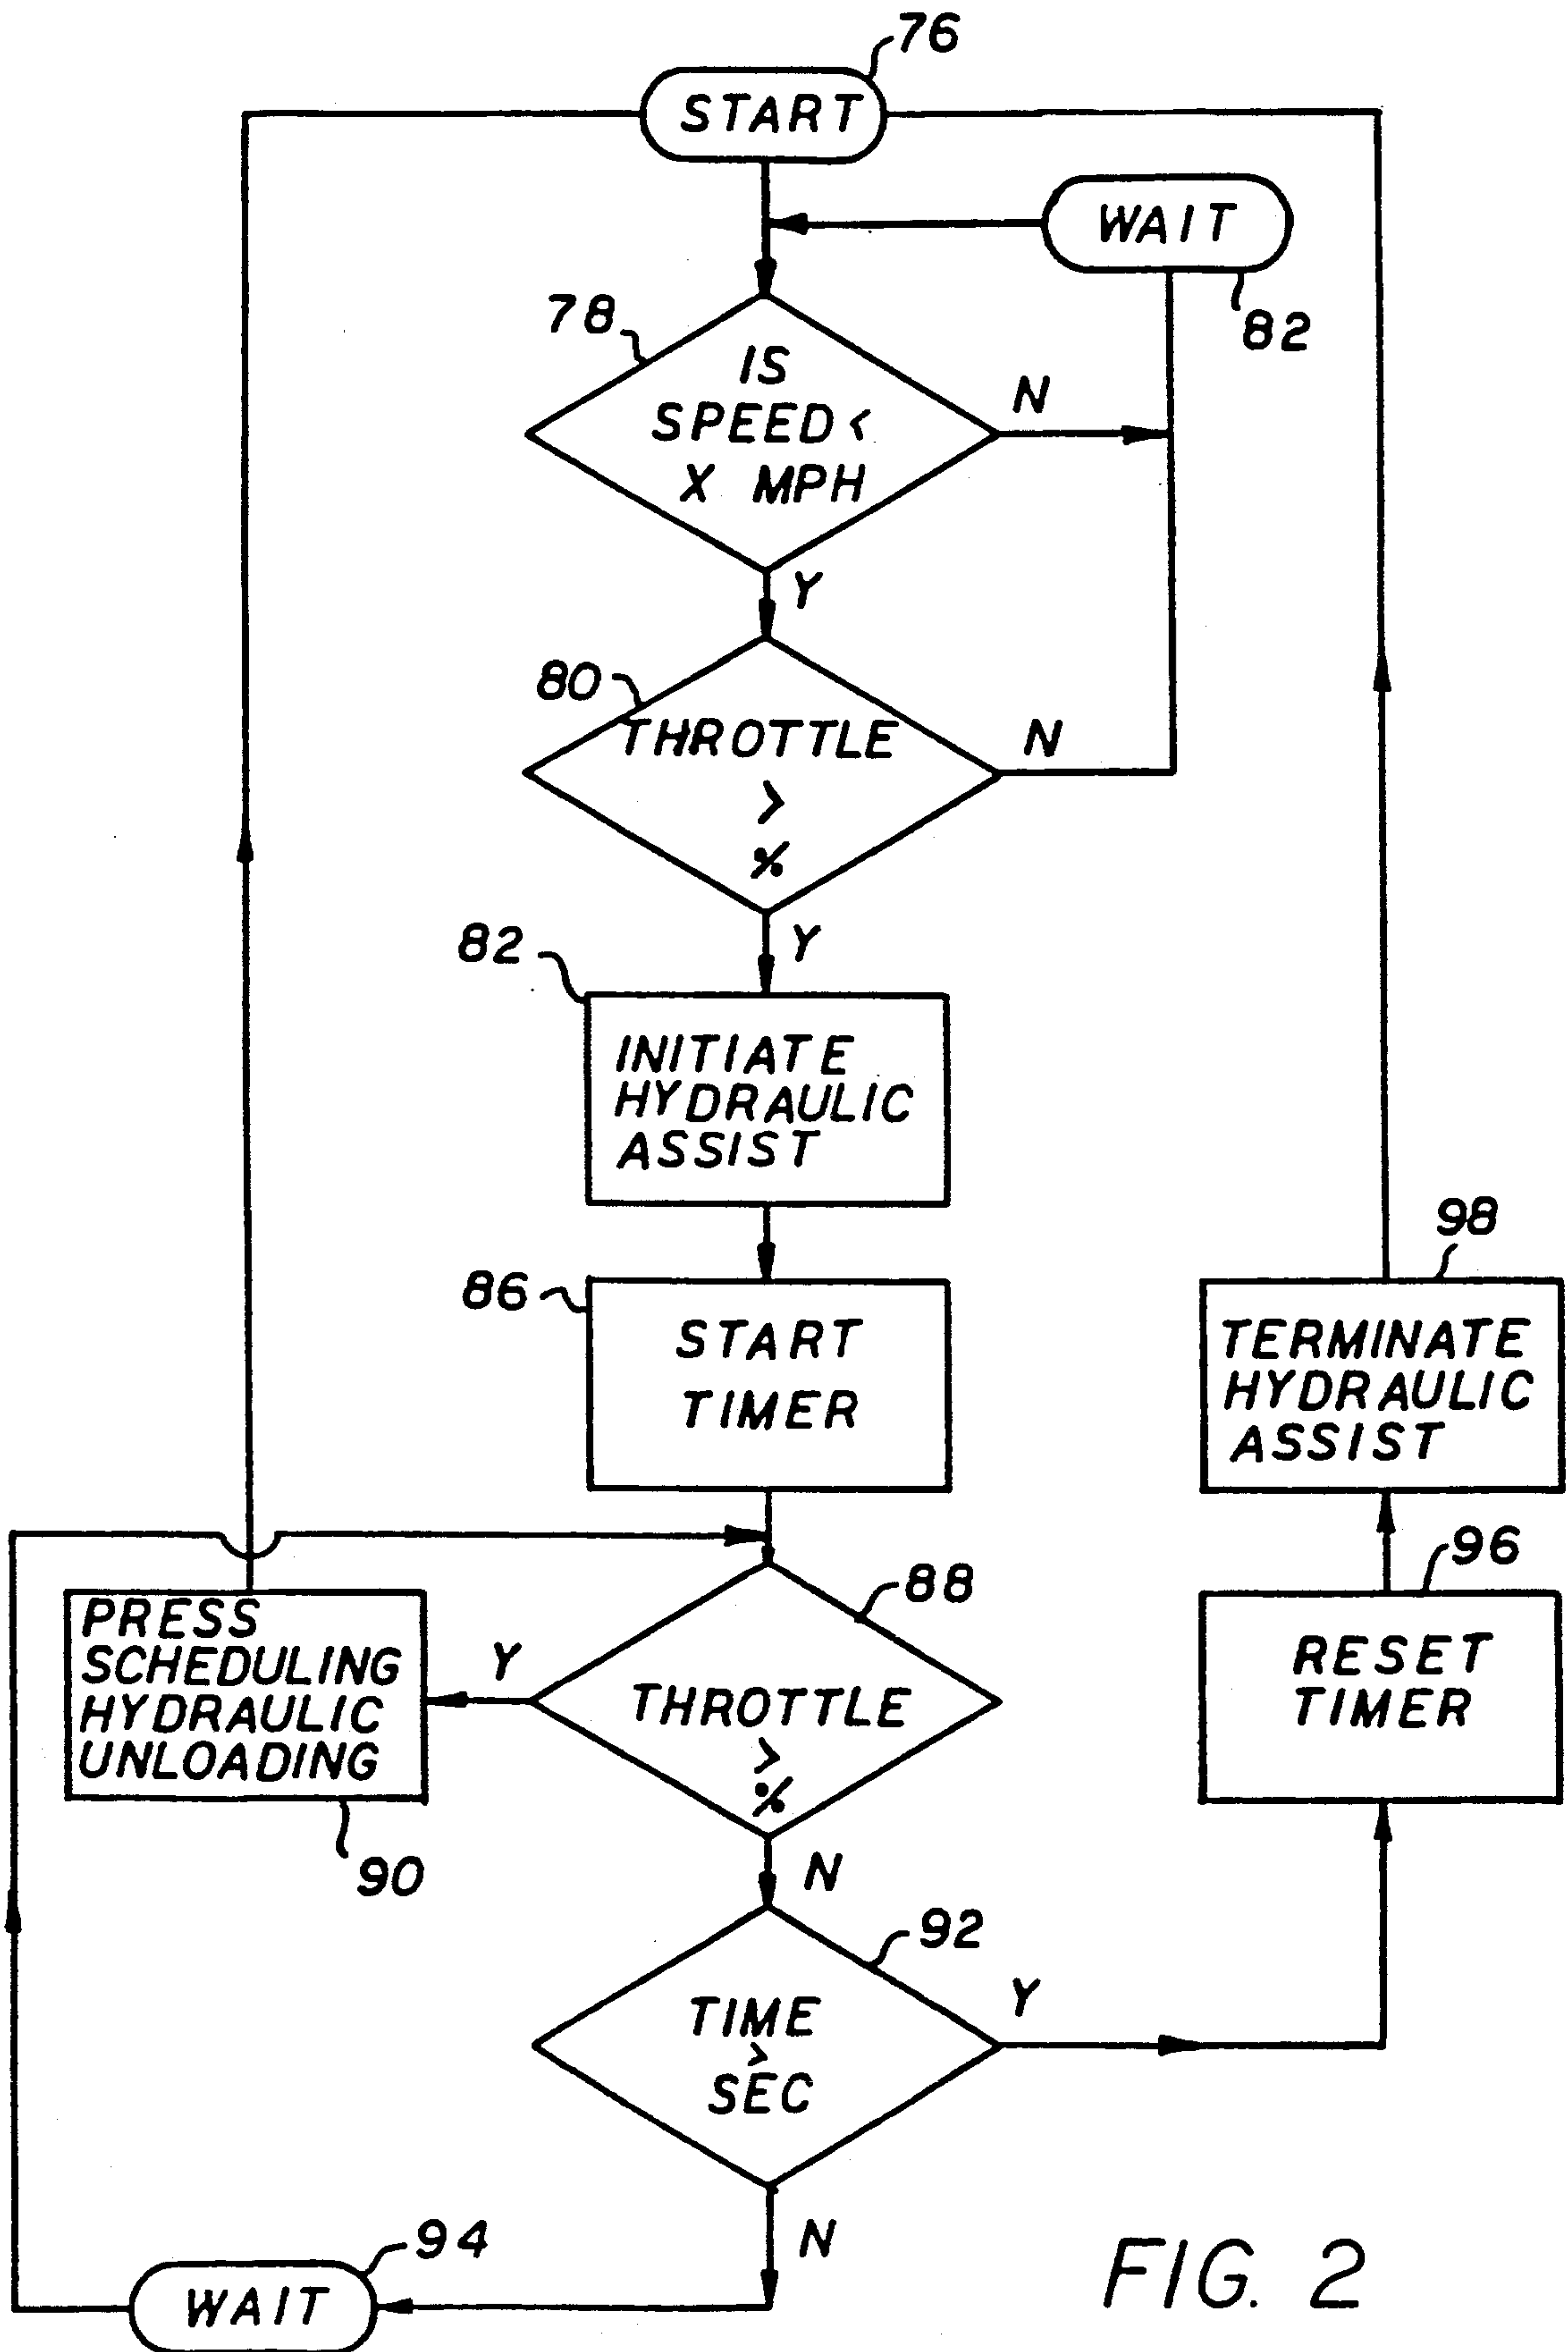 76
START
WAIT
82
78
IS
SPEED <
X MPH
N
Y
80
THROTTLE
>
%
N
Y
82
INITIATE
HYDRAULIC
ASSIST
86
START
TIMER
98
TERMINATE
HYDRAULIC
ASSIST
96
RESET
TIMER
88
THROTTLE
>
%
Y
PRESS
SCHEDULING
HYDRAULIC
UNLOADING
90
N
92
TIME
>
SEC
Y
N
94
WAIT
FIG. 2